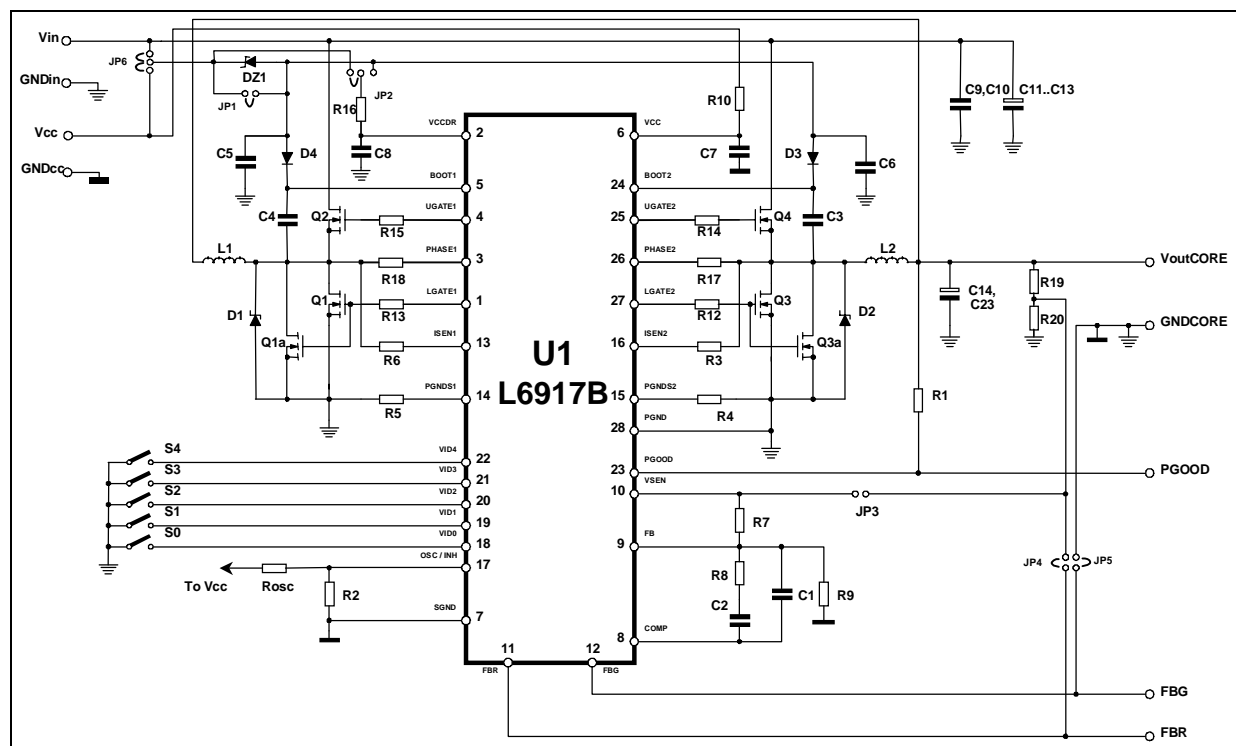 Vin
GNDin
Vcc
GNDcc
JP6
DZ1
JP1
JP2
R16
R10
C9,C10
C11..C13
VCCDR
2
6
VCC
C5
D4
C8
C7
D3
C6
BOOT1
5
24
BOOT2
C4
Q2
UGATE1
R15
4
25
UGATE2
R14
Q4
C3
L1
PHASE1
R18
3
26
PHASE2
R17
L2
VoutCORE
C14,
C23
R19
R20
D1
Q1
LGATE1
R13
1
27
LGATE2
R12
Q3
D2
GNDCORE
Q1a
ISEN1
R6
13
16
ISEN2
R3
Q3a
U1
L6917B
PGNDS1
R5
14
15
PGNDS2
R4
R1
28
PGND
S4
VID4
22
23
PGOOD
PGOOD
S3
VID3
21
10
VSEN
JP3
S2
VID2
20
S1
VID1
19
R7
S0
VID0
18
9
FB
JP4
JP5
OSC / INH
17
To Vcc
Rosc
R2
R8
C1
R9
C2
SGND
7
8
COMP
11
12
FBR
FBG
FBG
FBR